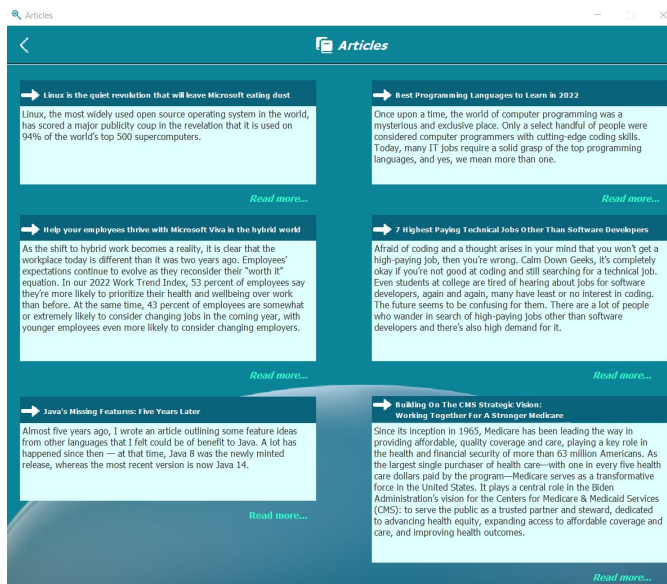 Articles
Articles
Linux is the quiet revolution that will leave Microsoft eating dust
Linux, the most widely used open source operating system in the world,
has scored a major publicity coup in the revelation that it is used on
94% of the world's top 500 supercomputers.
Read more...
Best Programming Languages to Learn in 2022
Once upon a time, the world of computer programming was a
mysterious and exclusive place. Only a select handful of people were
considered computer programmers with cutting-edge coding skills.
Today, many IT jobs require a solid grasp of the top programming
languages, and yes, we mean more than one.
Read more...
Help your employees thrive with Microsoft Viva in the hybrid world
As the shift to hybrid work becomes a reality, it is clear that the
workplace today is different than it was two years ago. Employees'
expectations continue to evolve as they reconsider their "worth it"
equation. In our 2022 Work Trend Index, 53 percent of employees say
they're more likely to prioritize their health and wellbeing over work
than before. At the same time, 43 percent of employees are somewhat
or extremely likely to consider changing jobs in the coming year, with
younger employees even more likely to consider changing employers.
Read more...
7 Highest Paying Technical Jobs Other Than Software Developers
Afraid of coding and a thought arises in your mind that you won't get a
high-paying job, then you're wrong. Calm Down Geeks, it's completely
okay if you're not good at coding and still searching for a technical job.
Even students at college are tired of hearing about jobs for software
developers, again and again, many have least or no interest in coding.
The future seems to be confusing for them. There are a lot of people
who wander in search of high-paying jobs other than software
developers and there's also high demand for it.
Read more...
Java's Missing Features: Five Years Later
Almost five years ago, I wrote an article outlining some feature ideas
from other languages that I felt could be of benefit to Java. A lot has
happened since then — at that time, Java 8 was the newly minted
release, whereas the most recent version is now Java 14.
Read more...
Building On The CMS Strategic Vision:
Working Together For A Stronger Medicare
Since its inception in 1965, Medicare has been leading the way in
providing affordable, quality coverage and care, playing a key role in
the health and financial security of more than 63 million Americans. As
the largest single purchaser of health care—with one in every five health
care dollars paid by the program—Medicare serves as a transformative
force in the United States. It plays a central role in the Biden
Administration's vision for the Centers for Medicare & Medicaid Services
(CMS): to serve the public as a trusted partner and steward, dedicated
to advancing health equity, expanding access to affordable coverage and
care, and improving health outcomes.
Read more...